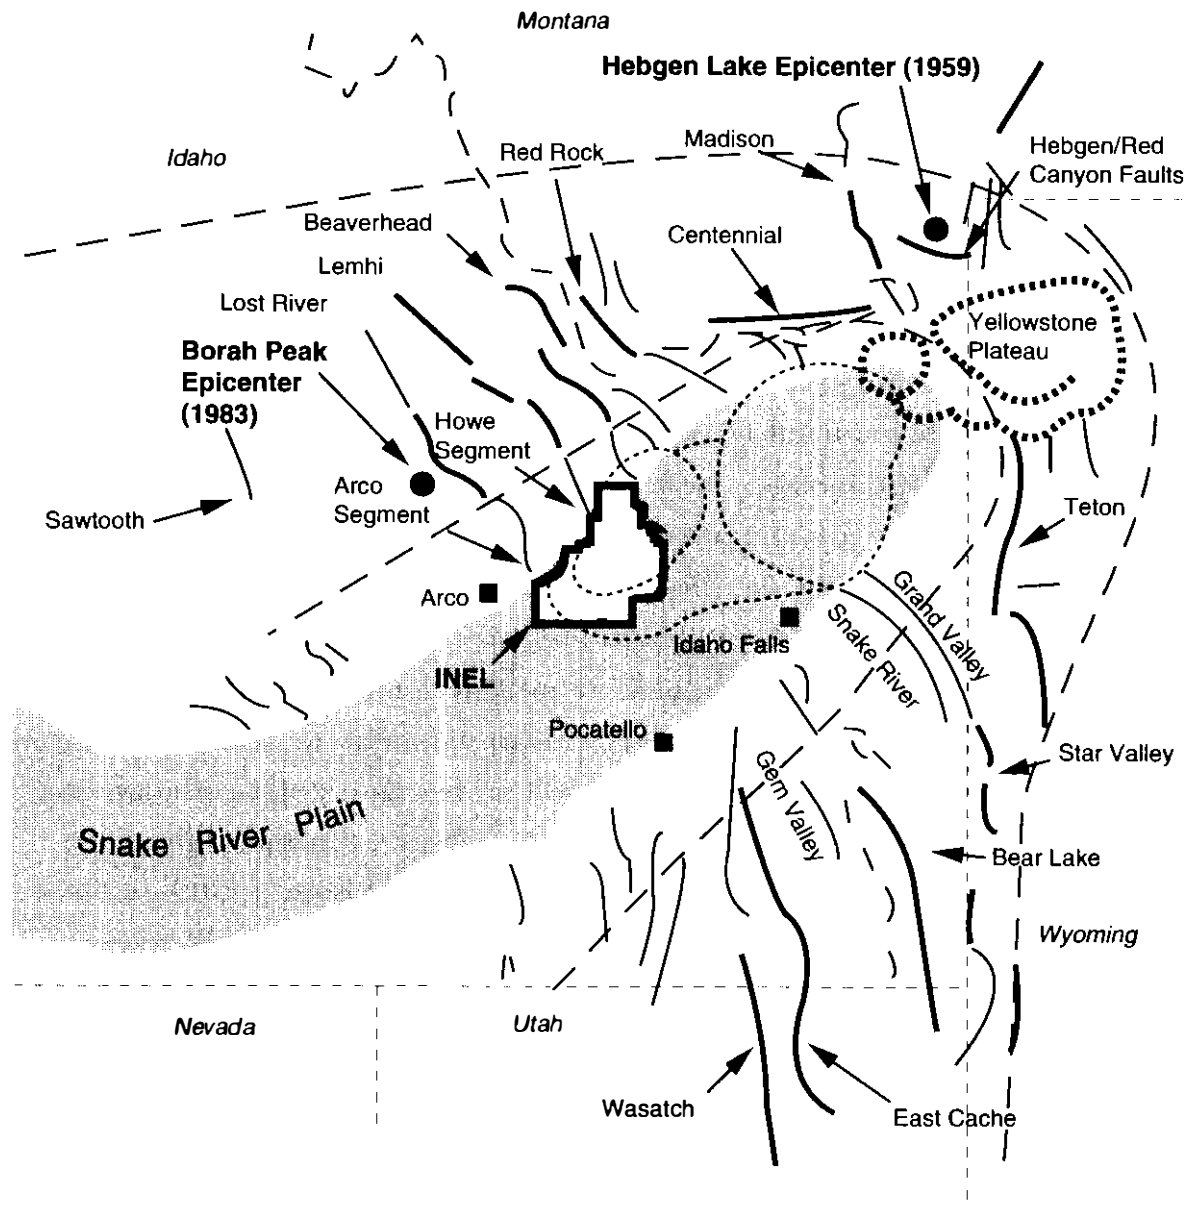 Montana
Hebgen Lake Epicenter (1959)
Idaho
Red Rock
Madison
Hebgen/Red
Canyon Faults
Beaverhead
Centennial
Lemhi
Lost River
Borah Peak
Epicenter
(1983)
Yellowstone
Plateau
Howe
Segment
Arco
Segment
Sawtooth
Teton
Arco
Grand Valley
Snake River
Idaho Falls
INEL
Pocatello
Star Valley
Gem Valley
Snake River Plain
Bear Lake
Wyoming
Nevada
Utah
Wasatch
East Cache